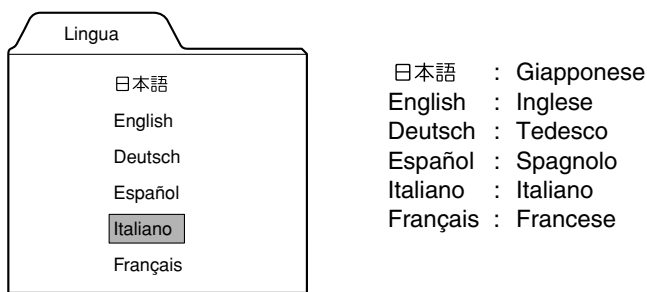 Lingua
日本語
English
Deutsch
Español
Italiano
Français
日本語 : Giapponese
English : Inglese
Deutsch : Tedesco
Español : Spagnolo
Italiano : Italiano
Français : Francese